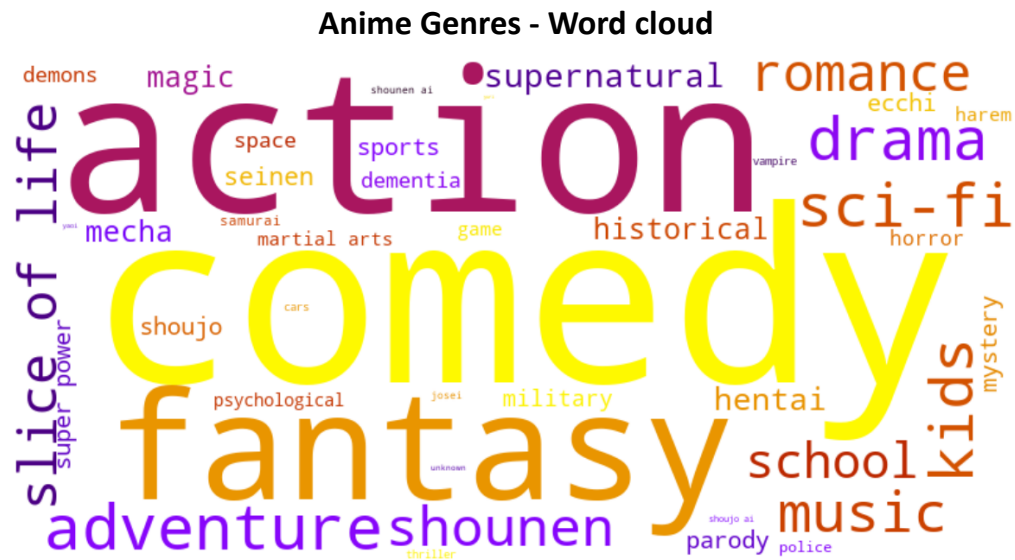 Anime Genres - Word cloud
demons
magic
shounen ai
supernatural
romance
ecchi
harem
action
space
sports
drama
vampire
seinen
dementia
slice of life
yaoi
mecha
samurai
martial arts
game
historical
sci-fi
horror
comedy
cars
shoujo
super power
mystery
kids
psychological
josei
military
hentai
fantasy
unknown
school
adventure
shounen
music
shoujo ai
parody
police
thriller